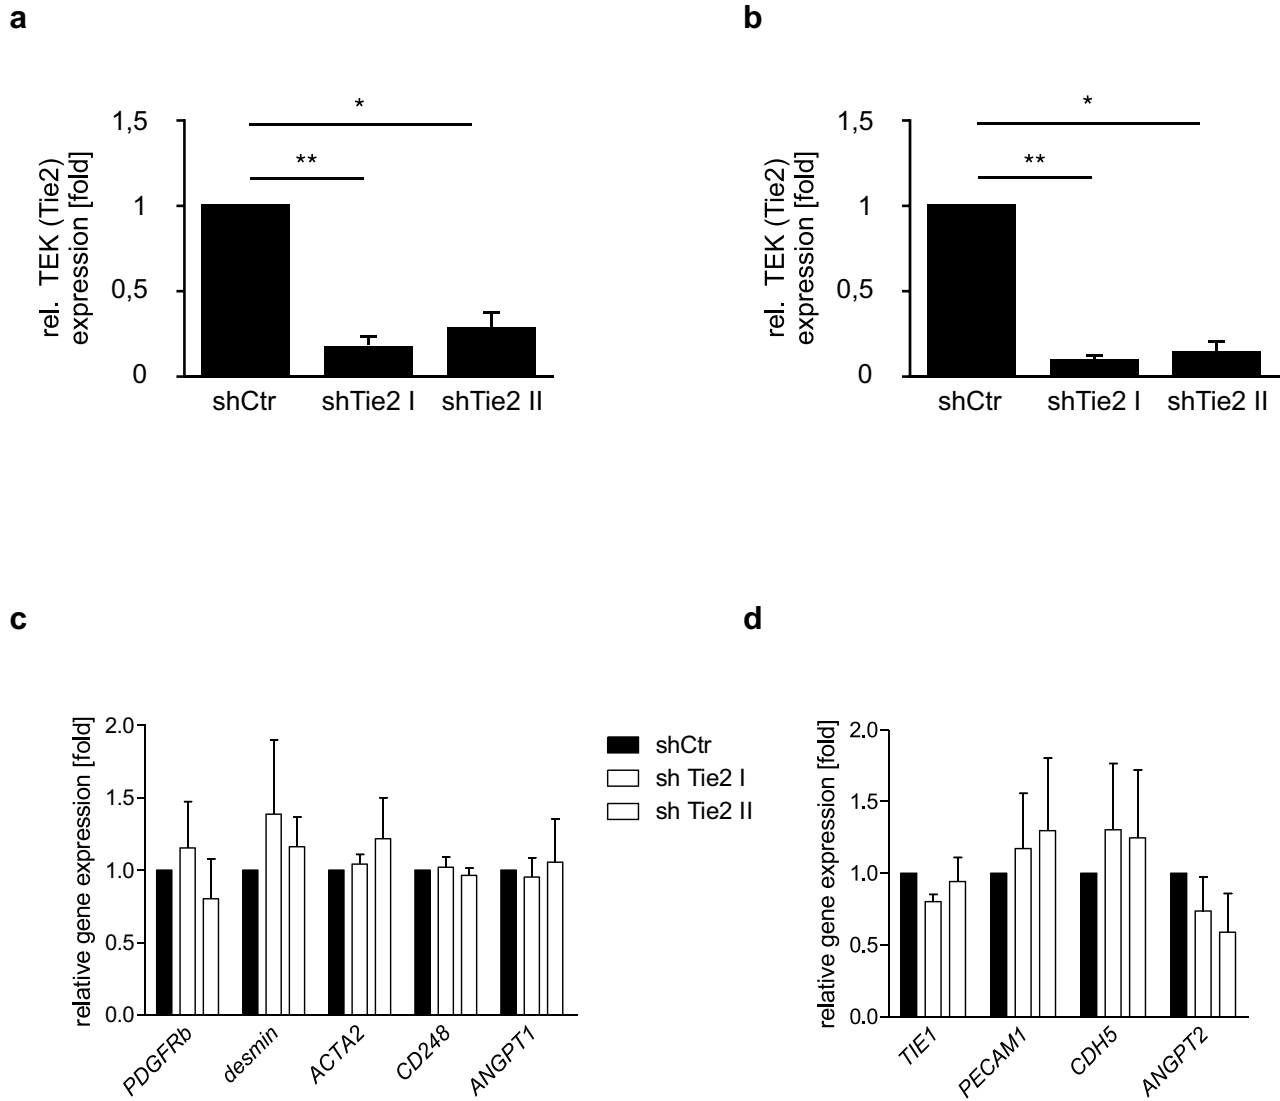 a
*
**
1,5
1
0,5
0
rel. TEK (Tie2)
expression [fold]
shCtr shTie2 I shTie2 II
b
*
**
1,5
1
0,5
0
rel. TEK (Tie2)
expression [fold]
shCtr shTie2 I shTie2 II
c
2.0
1.5
1.0
0.5
0.0
relative gene expression [fold]
PDGFRb
desmin
ACTA2
CD248
ANGPT1
shCtr
sh Tie2 I
sh Tie2 II
d
2.0
1.5
1.0
0.5
0.0
relative gene expression [fold]
TIE1
PECAM1
CDH5
ANGPT2